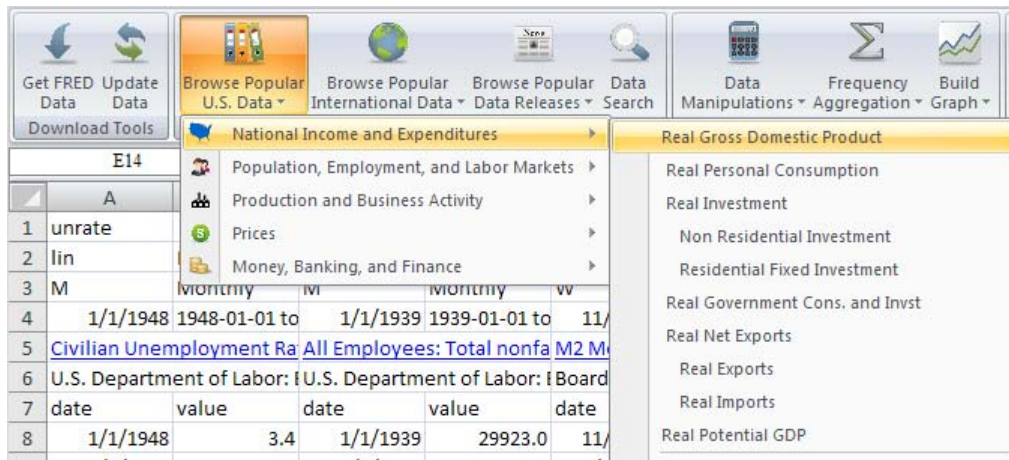 News
Get FRED Data
Update Data
Browse Popular U.S. Data
Browse Popular International Data
Browse Popular Data Releases
Data Search
Data Manipulations
Frequency Aggregation
Build Graph
Download Tools
National Income and Expenditures
Population, Employment, and Labor Markets
Production and Business Activity
Prices
Money, Banking, and Finance
Real Gross Domestic Product
Real Personal Consumption
Real Investment
Non Residential Investment
Residential Fixed Investment
Real Government Cons. and Invst
Real Net Exports
Real Exports
Real Imports
Real Potential GDP
E14
A
1 unrate
2 lin
3 M Monthly M Monthly W
4 1/1/1948 1948-01-01 to 1/1/1939 1939-01-01 to 11/
5 Civilian Unemployment Ra All Employees: Total nonfa M2 M
6 U.S. Department of Labor: U.S. Department of Labor: Board
7 date value date value date
8 1/1/1948 3.4 1/1/1939 29923.0 11/